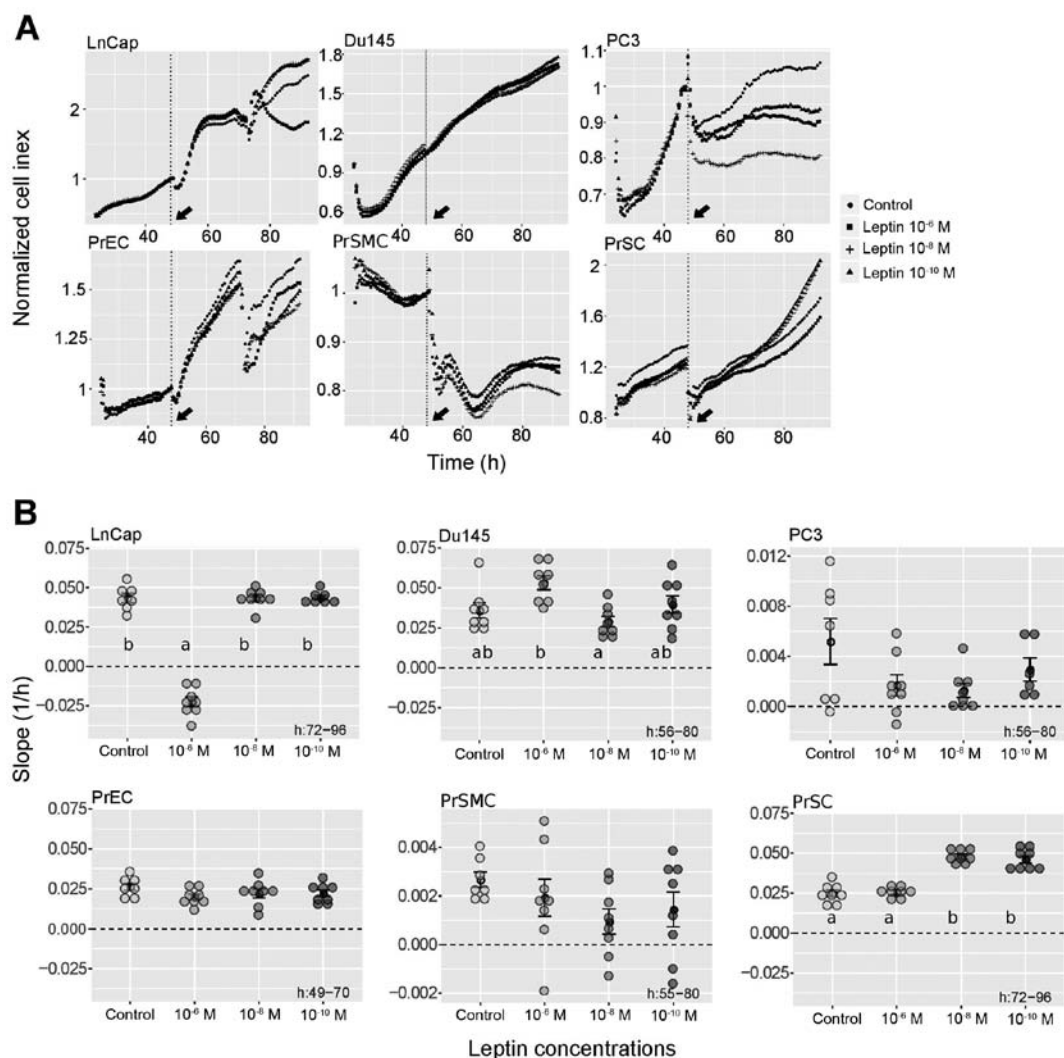 A
LnCap
Du145
PC3
2
1
1.8
1.5
1.2
0.9
0.6
1.1
1
0.9
0.8
0.7
40 60 80
40 60 80
40 60 80
PrEC
PrSMC
PrSC
1.5
1.25
1
1
0.9
0.8
2
1.6
1.2
0.8
40 60 80
40 60 80
40 60 80
Normalized cell inex
Time (h)
Control
Leptin 10⁻⁶ M
Leptin 10⁻⁸ M
Leptin 10⁻¹⁰ M
B
LnCap
0.075
0.050
0.025
0.000
−0.025
b a b b
h:72−96
Control 10⁻⁶ M 10⁻⁸ M 10⁻¹⁰ M
Du145
0.075
0.050
0.025
0.000
−0.025
ab b a ab
h:56−80
Control 10⁻⁶ M 10⁻⁸ M 10⁻¹⁰ M
PC3
0.012
0.008
0.004
0.000
h:56−80
Control 10⁻⁶ M 10⁻⁸ M 10⁻¹⁰ M
Slope (1/h)
PrEC
0.075
0.050
0.025
0.000
−0.025
h:49−70
Control 10⁻⁶ M 10⁻⁸ M 10⁻¹⁰ M
PrSMC
0.004
0.002
0.000
−0.002
h:55−80
Control 10⁻⁶ M 10⁻⁸ M 10⁻¹⁰ M
PrSC
0.075
0.050
0.025
0.000
−0.025
a a b b
h:72−96
Control 10⁻⁶ M 10⁻⁸ M 10⁻¹⁰ M
Leptin concentrations